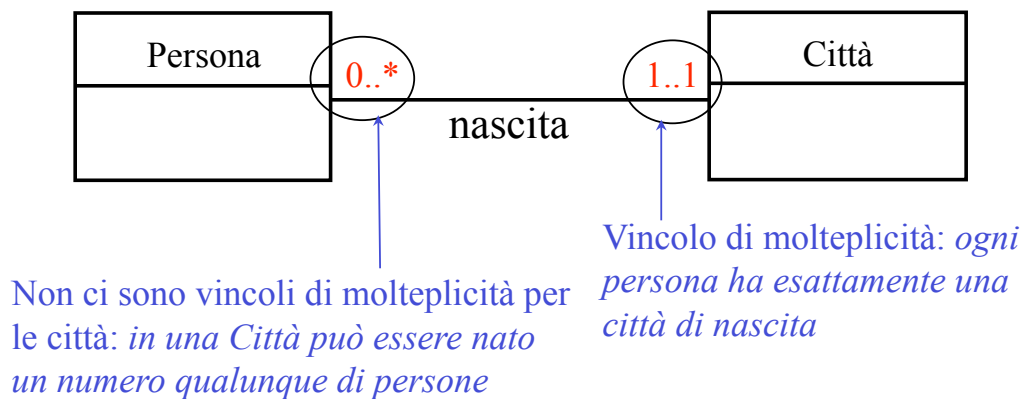 Persona
Città
0..*
1..1
nascita
Vincolo di molteplicità: ogni
persona ha esattamente una
città di nascita
Non ci sono vincoli di molteplicità per
le città: in una Città può essere nato
un numero qualunque di persone